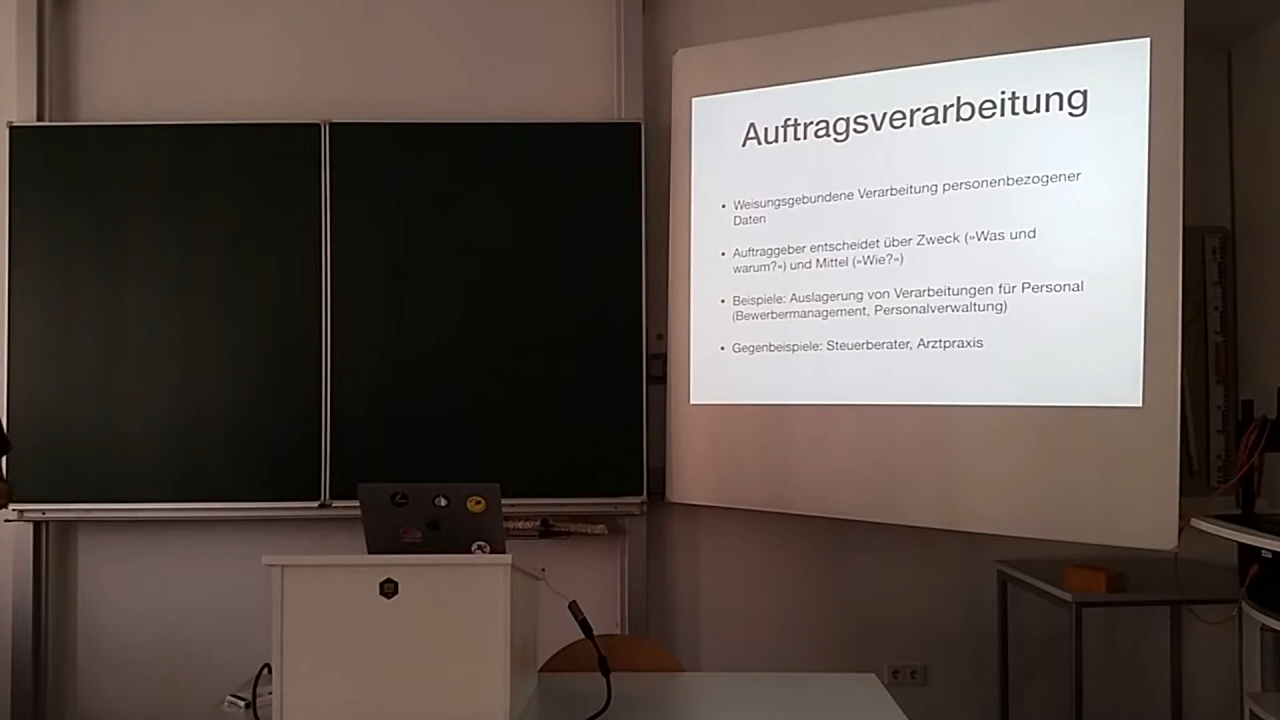 Auftragsverarbeitung
• Weisungsgebundene Verarbeitung personenbezogener
Daten
• Auftraggeber entscheidet über Zweck (»Was und
warum?«) und Mittel (»Wie?«)
• Beispiele: Auslagerung von Verarbeitungen für Personal
(Bewerbermanagement, Personalverwaltung)
• Gegenbeispiele: Steuerberater, Arztpraxis